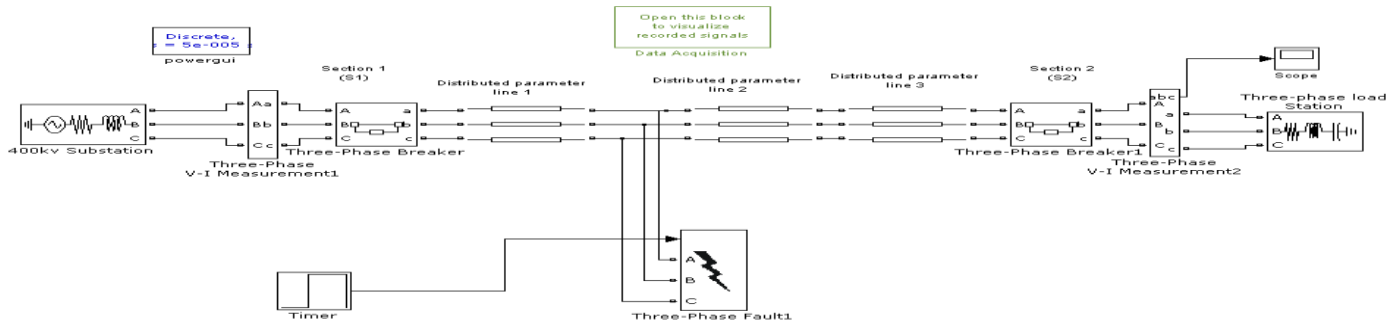 Open this block
to visualize
recorded signals
Data Acquisition
Discrete,
= 5e-005
powergui
Section 1
(S1)
Distributed parameter
line 1
Distributed parameter
line 2
Distributed parameter
line 3
Section 2
(S2)
Scope
Three-phase load
Station
A
B
C
400kv Substation
Aa
Bb
Cc
Three-Phase
V-I Measurement1
A a
B b
C c
Three-Phase Breaker
A a
B b
C c
Three-Phase Breaker1
abc
A
a
B
b
C
c
Three-Phase
V-I Measurement2
A
B
C
A
B
C
Timer
Three-Phase Fault1